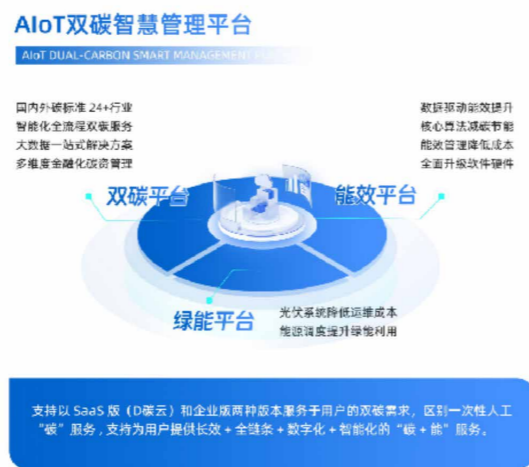 AIoT双碳智慧管理平台
AIoT DUAL-CARBON SMART MANAGEMENT
国内外碳标准 24+行业
智能化全流程双碳服务
大数据一站式解决方案
多维度金融化碳资管理
数据驱动能效提升
核心算法减碳节能
能效管理降低成本
全面升级软件硬件
双碳平台
能效平台
绿能平台
光伏系统降低运维成本
能源调度提升绿能利用
支持以 SaaS 版（D碳云）和企业版两种版本服务于用户的双碳需求，区别一次性人工
“碳”服务，支持为用户提供长效 + 全链条 + 数字化 + 智能化的“碳 + 能”服务。